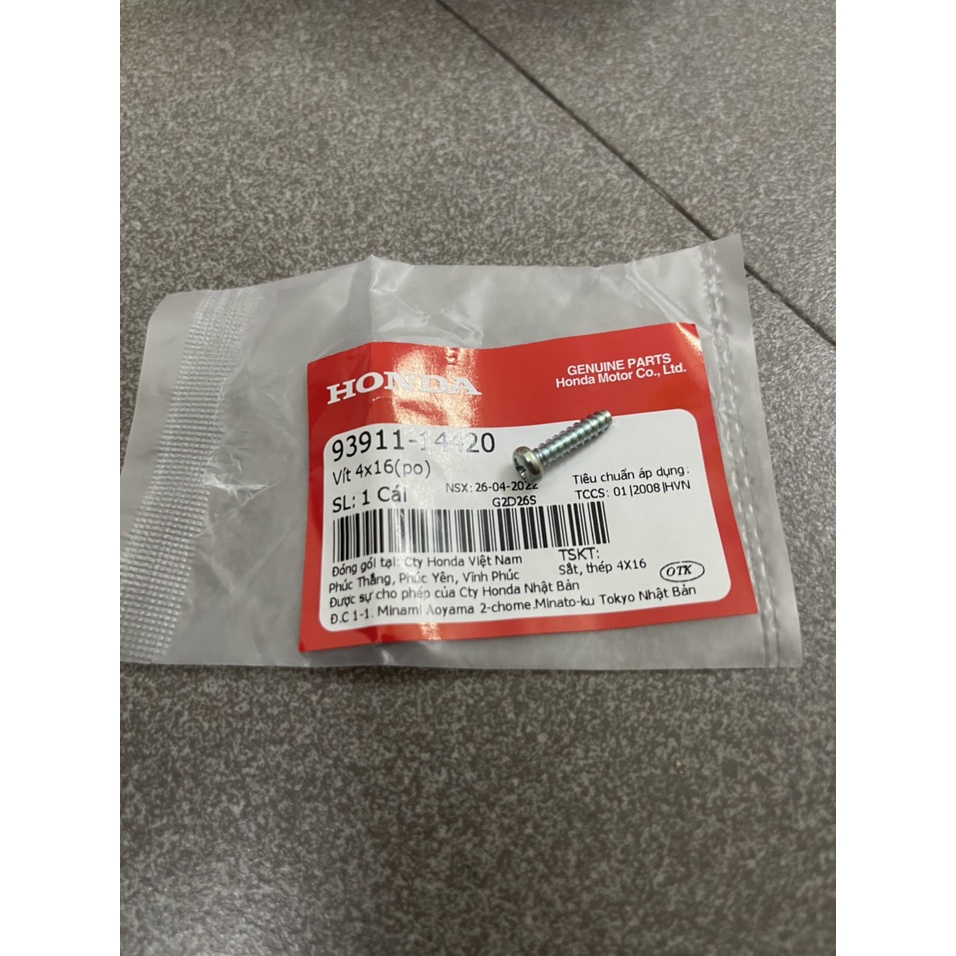 HONDA
GENUINE PARTS
Honda Motor Co., Ltd.
93911-14420
Vít 4x16(po)
SL: 1 Cái
NSX: 26-04-2022
G2D26S
Tiêu chuẩn áp dụng:
TCCS: 01|2008|HVN
Đóng gói tại: Cty Honda Việt Nam
Phúc Thắng, Phúc Yên, Vĩnh Phúc
Được sự cho phép của Cty Honda Nhật Bản
Đ.C 1-1. Minami Aoyama 2-chome.Minato-ku Tokyo Nhật Bản
TSKT:
Sắt, thép 4X16
OTK